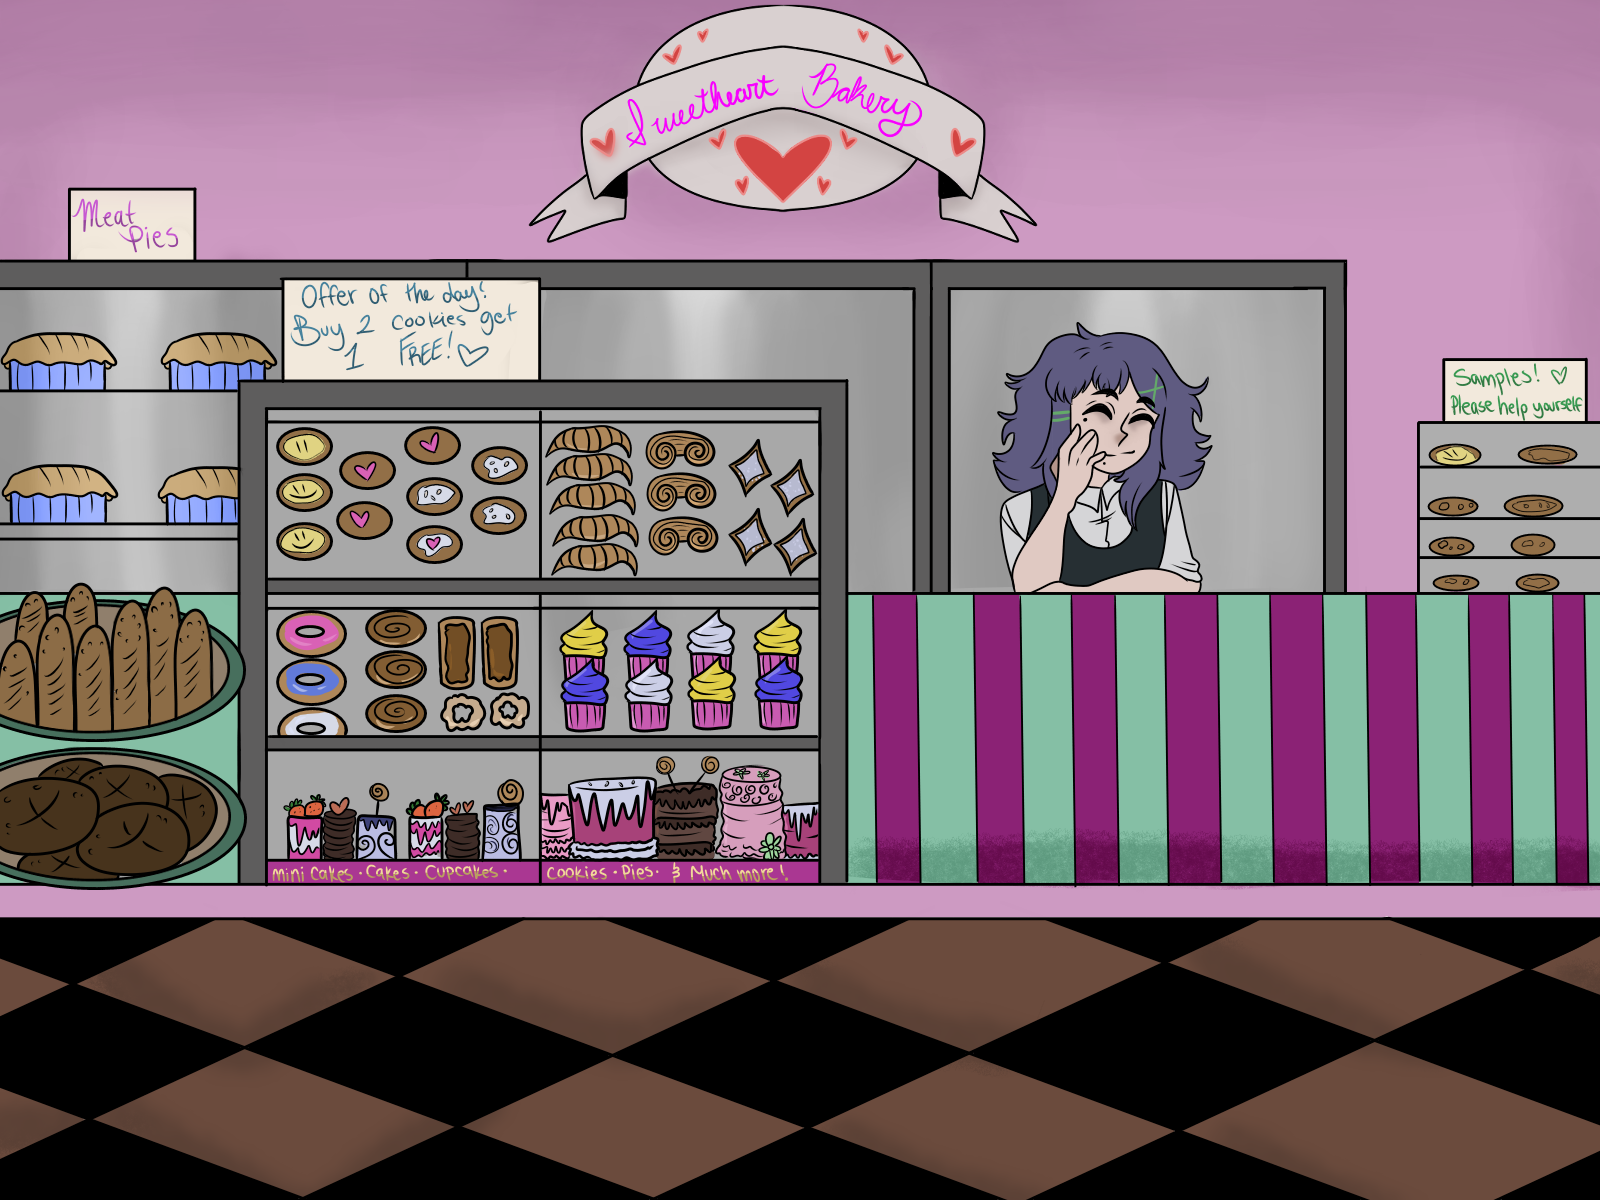 Sweetheart Bakery
Meat
Pies
Offer of the day!
Buy 2 cookies get
1 FREE!
Samples!
Please help yourself
mini Cakes · Cakes · Cupcakes ·
Cookies · Pies · & Much more!